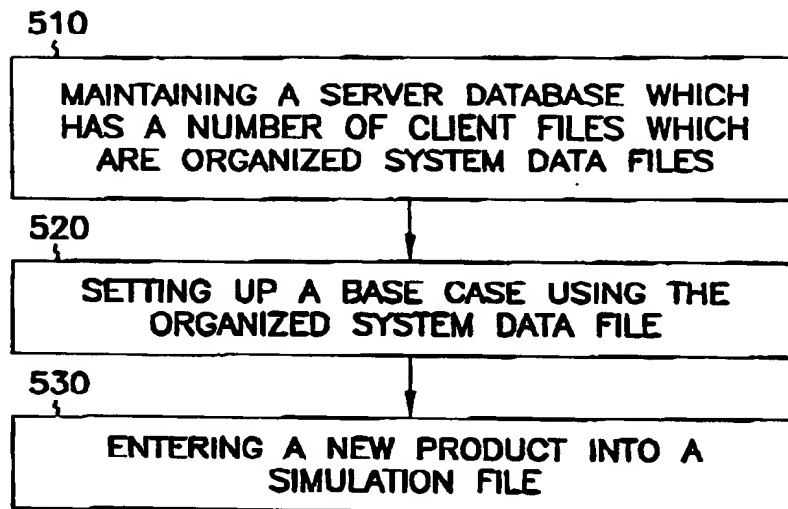 510
MAINTAINING A SERVER DATABASE WHICH
HAS A NUMBER OF CLIENT FILES WHICH
ARE ORGANIZED SYSTEM DATA FILES
520
SETTING UP A BASE CASE USING THE
ORGANIZED SYSTEM DATA FILE
530
ENTERING A NEW PRODUCT INTO A
SIMULATION FILE